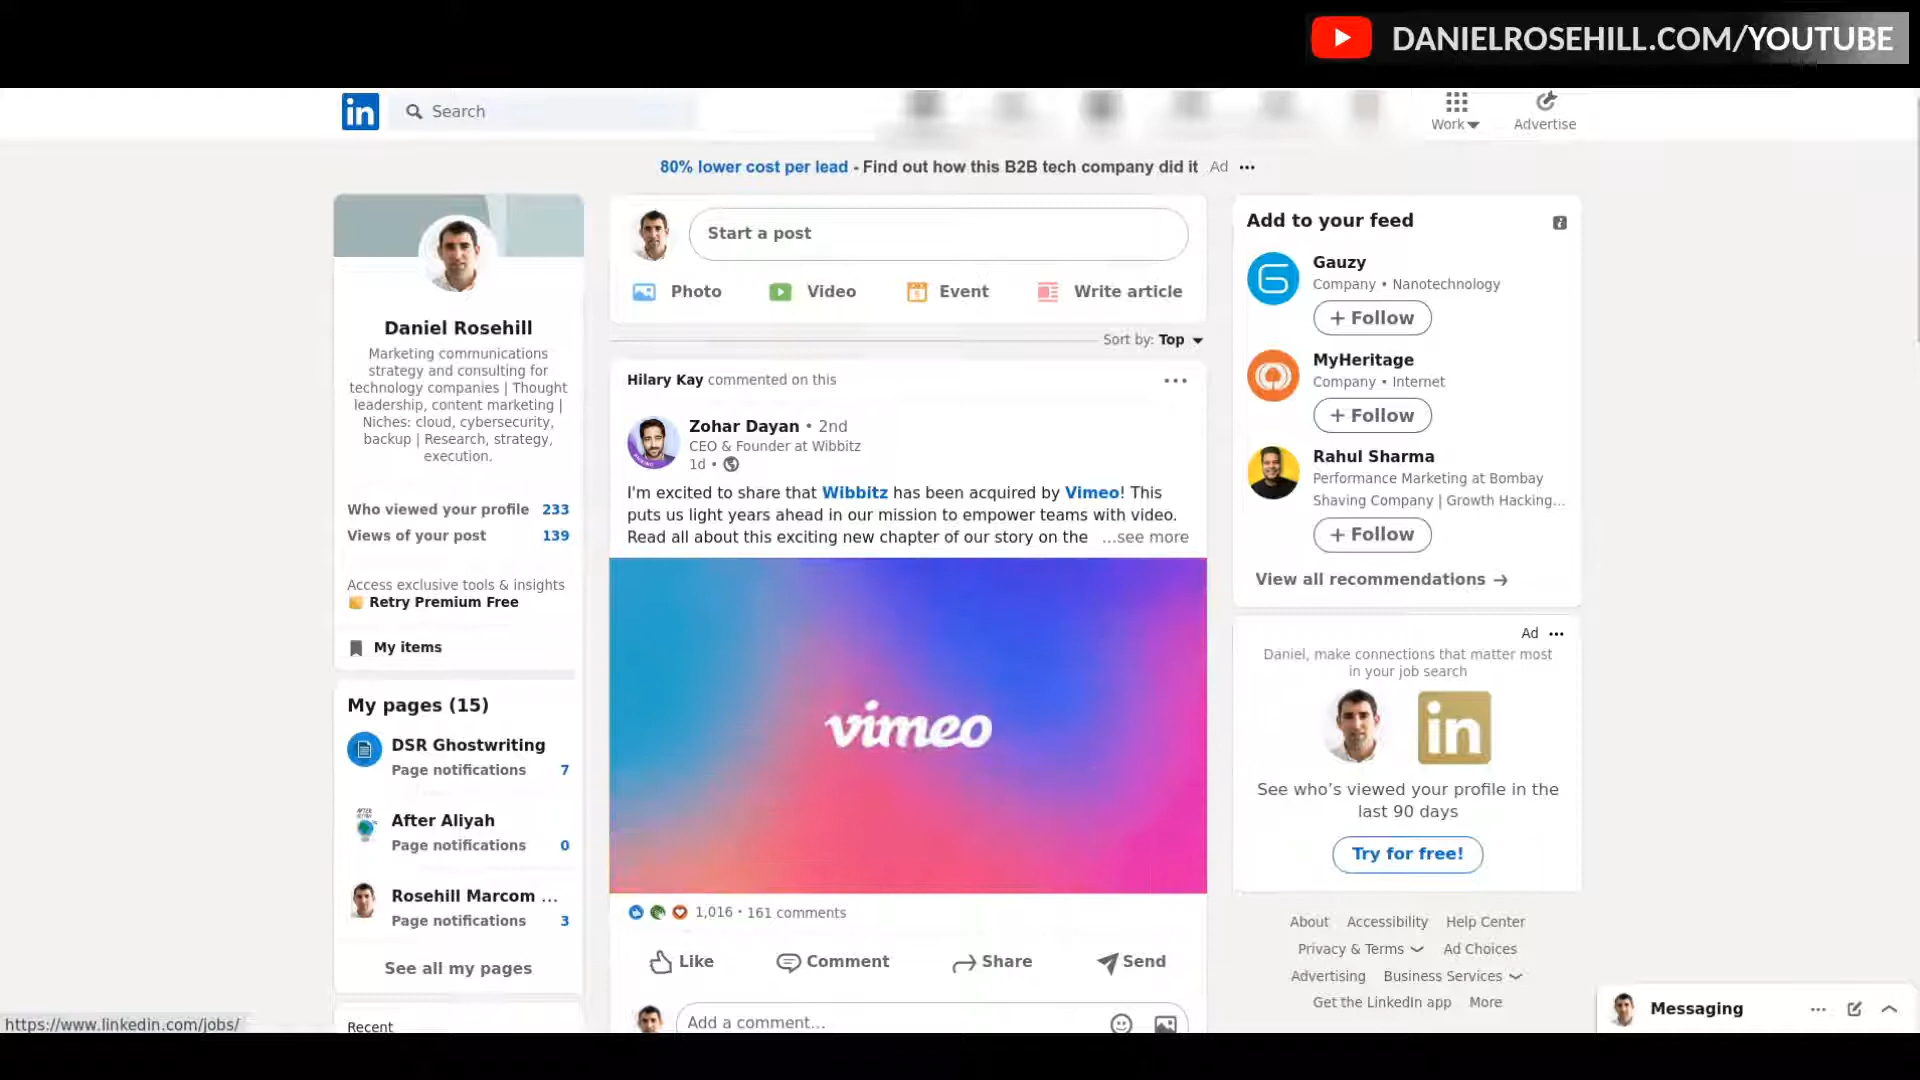 DANIELROSEHILL.COM/YOUTUBE
in
Search
Work
Advertise
80% lower cost per lead - Find out how this B2B tech company did it Ad
Daniel Rosehill
Marketing communications
strategy and consulting for
technology companies | Thought
leadership, content marketing |
Niches: cloud, cybersecurity,
backup | Research, strategy,
execution.
Who viewed your profile 233
Views of your post 139
Access exclusive tools & insights
Retry Premium Free
My items
My pages (15)
DSR Ghostwriting
Page notifications 7
After Aliyah
Page notifications 0
Rosehill Marcom ...
Page notifications 3
See all my pages
Recent
Start a post
Photo Video Event Write article
Sort by: Top
Hilary Kay commented on this
Zohar Dayan • 2nd
CEO & Founder at Wibbitz
1d •
I'm excited to share that Wibbitz has been acquired by Vimeo! This
puts us light years ahead in our mission to empower teams with video.
Read all about this exciting new chapter of our story on the ...see more
vimeo
1,016 • 161 comments
Like Comment Share Send
Add a comment...
Add to your feed
Gauzy
Company • Nanotechnology
+ Follow
MyHeritage
Company • Internet
+ Follow
Rahul Sharma
Performance Marketing at Bombay
Shaving Company | Growth Hacking...
+ Follow
View all recommendations →
Ad
Daniel, make connections that matter most
in your job search
in
See who's viewed your profile in the
last 90 days
Try for free!
About Accessibility Help Center
Privacy & Terms Ad Choices
Advertising Business Services
Get the LinkedIn app More
Messaging
https://www.linkedin.com/jobs/